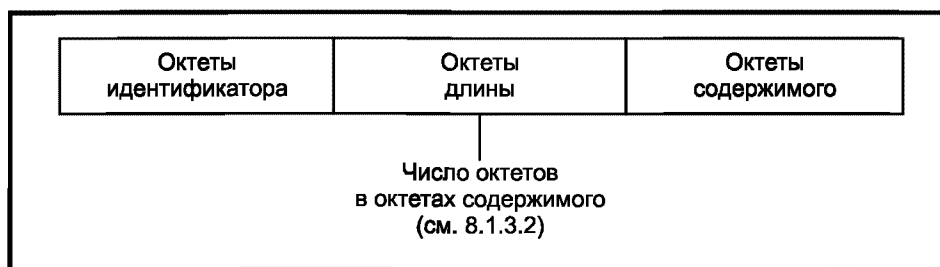 Октеты
идентификатора
Октеты
длины
Октеты
содержимого
Число октетов
в октетах содержимого
(см. 8.1.3.2)